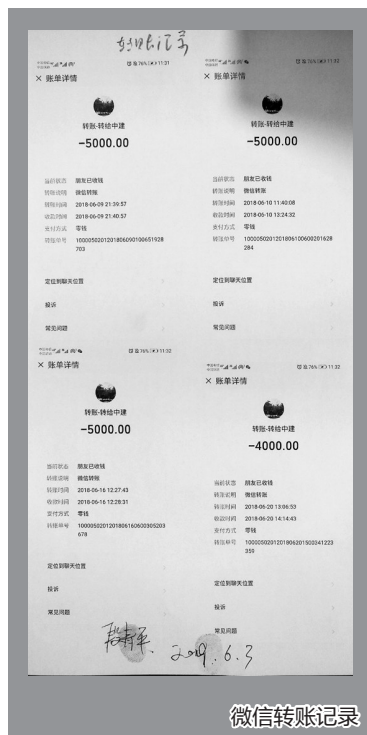 转账记录
76% 11:31
账单详情
转账-转给中建
-5000.00
当前状态 朋友已收钱
转账说明 微信转账
转账时间 2018-06-09 21:39:57
收款时间 2018-06-09 21:40:57
支付方式 零钱
转账单号 1000050201201806090100651928
703
定位到聊天位置
投诉
常见问题
76% 11:32
账单详情
转账-转给中建
-5000.00
当前状态 朋友已收钱
转账说明 微信转账
转账时间 2018-06-10 11:40:08
收款时间 2018-06-10 13:24:32
支付方式 零钱
转账单号 1000050201201806100600201628
284
定位到聊天位置
投诉
常见问题
76% 11:32
账单详情
转账-转给中建
-5000.00
当前状态 朋友已收钱
转账说明 微信转账
转账时间 2018-06-16 12:27:43
收款时间 2018-06-16 12:28:31
支付方式 零钱
转账单号 1000050201201806160600305203
678
定位到聊天位置
投诉
常见问题
76% 11:32
账单详情
转账-转给中建
-4000.00
当前状态 朋友已收钱
转账说明 微信转账
转账时间 2018-06-20 13:06:53
收款时间 2018-06-20 14:14:43
支付方式 零钱
转账单号 1000050201201806201500341223
359
定位到聊天位置
投诉
常见问题
2019.6.3
微信转账记录